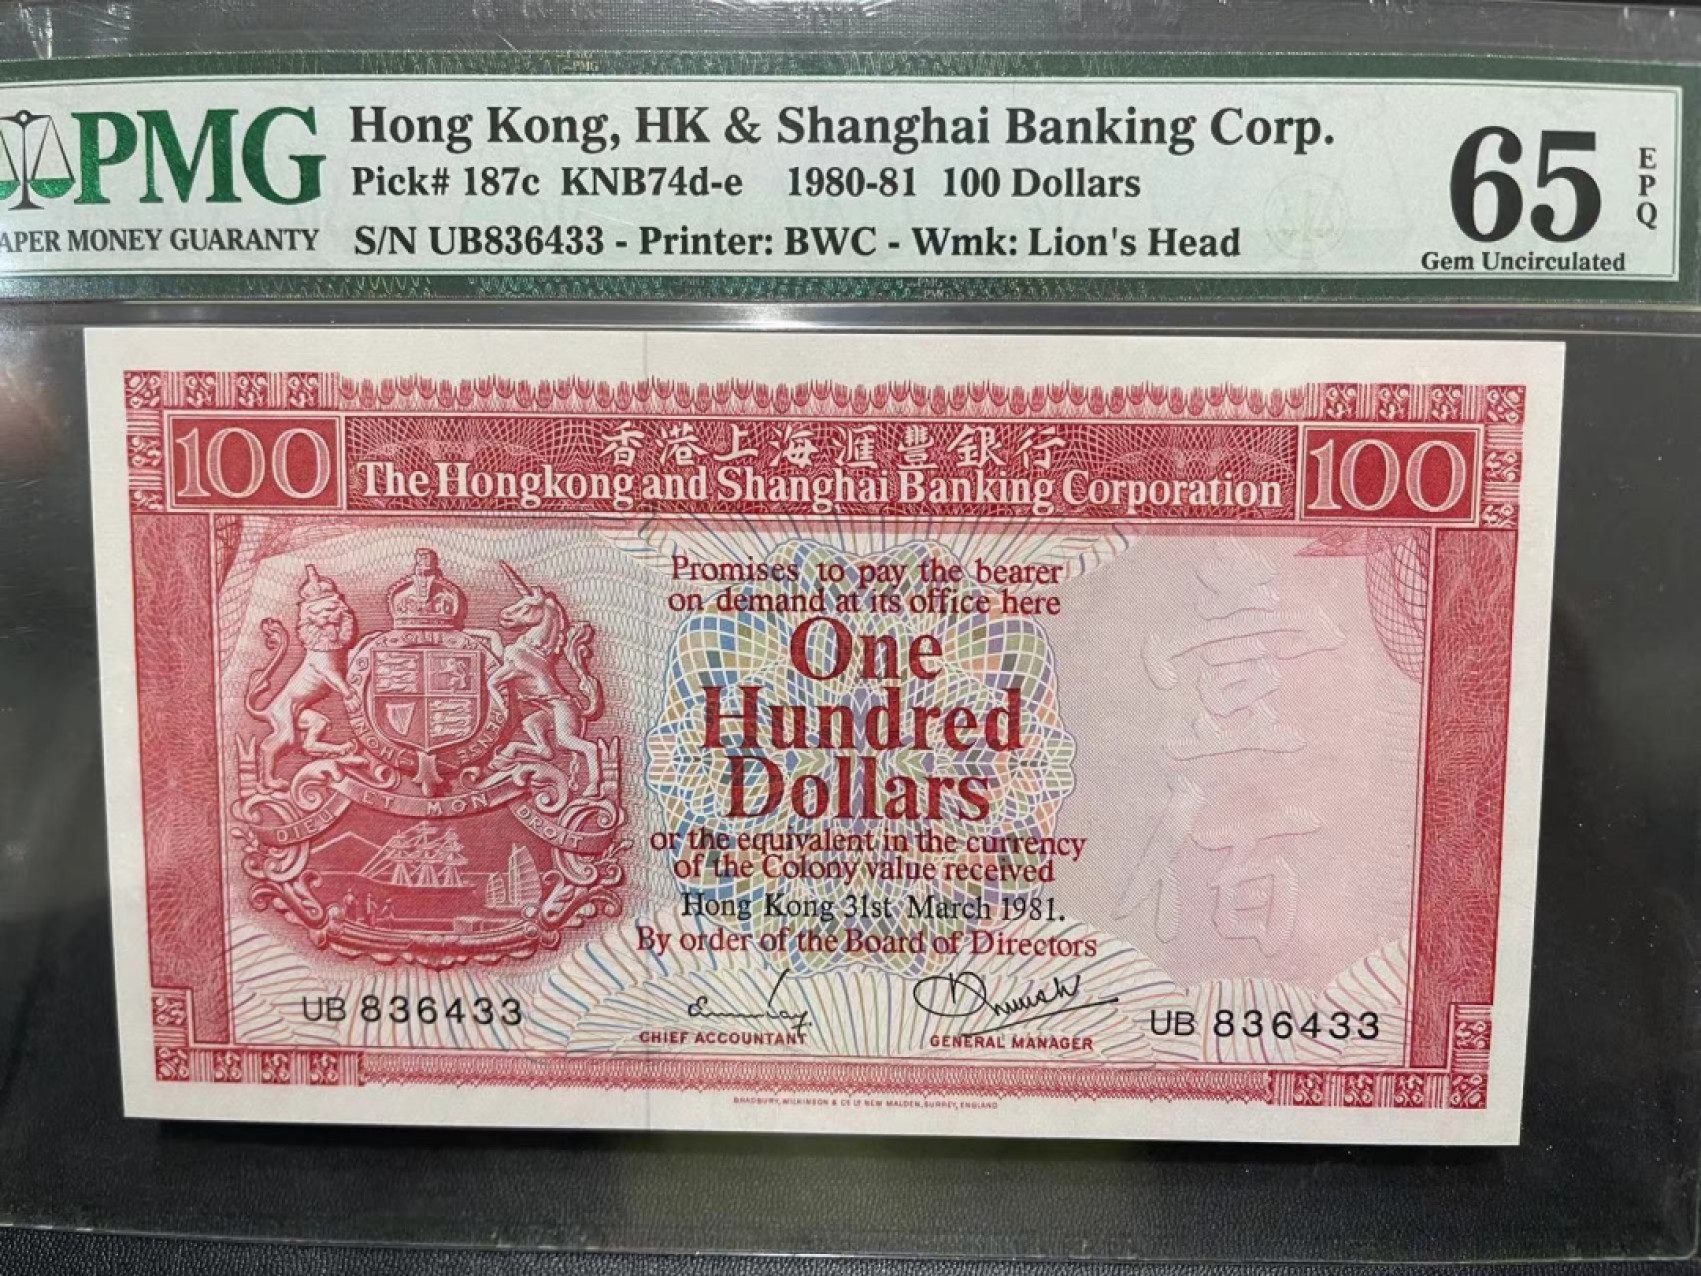 PMG
APER MONEY GUARANTY
Hong Kong, HK & Shanghai Banking Corp.
Pick# 187c KNB74d-e 1980-81 100 Dollars
S/N UB836433 - Printer: BWC - Wmk: Lion's Head
65
EPQ
Gem Uncirculated
100
香港上海滙豐銀行
The Hongkong and Shanghai Banking Corporation
100
Promises to pay the bearer
on demand at its office here
One
Hundred
Dollars
or the equivalent in the currency
of the Colony value received
Hong Kong 31st March 1981.
By order of the Board of Directors
壹佰
DIEU ET MON DROIT
UB 836433
CHIEF ACCOUNTANT
GENERAL MANAGER
UB 836433
BRADBURY, WILKINSON & Cº Lᵈ NEW MALDEN, SURREY, ENGLAND